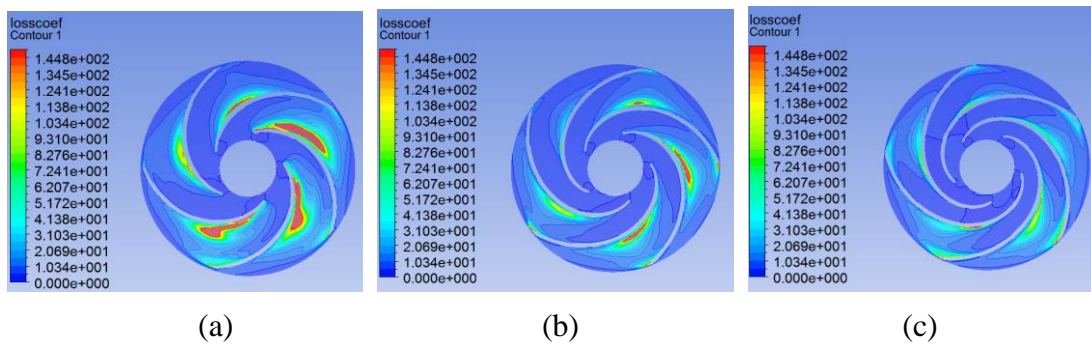 losscoef
Contour 1
1.448e+002
1.345e+002
1.241e+002
1.138e+002
1.034e+002
9.310e+001
8.276e+001
7.241e+001
6.207e+001
5.172e+001
4.138e+001
3.103e+001
2.069e+001
1.034e+001
0.000e+000
(a)
losscoef
Contour 1
1.448e+002
1.345e+002
1.241e+002
1.138e+002
1.034e+002
9.310e+001
8.276e+001
7.241e+001
6.207e+001
5.172e+001
4.138e+001
3.103e+001
2.069e+001
1.034e+001
0.000e+000
(b)
losscoef
Contour 1
1.448e+002
1.345e+002
1.241e+002
1.138e+002
1.034e+002
9.310e+001
8.276e+001
7.241e+001
6.207e+001
5.172e+001
4.138e+001
3.103e+001
2.069e+001
1.034e+001
0.000e+000
(c)